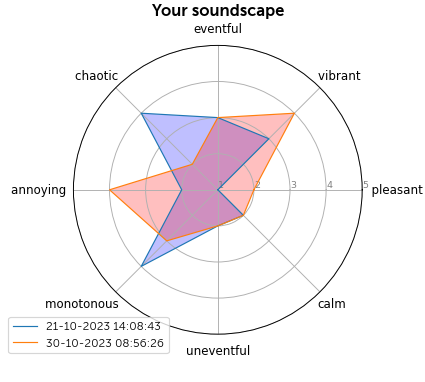 Your soundscape
eventful
chaotic
vibrant
annoying
1
2
3
4
5
pleasant
monotonous
calm
21-10-2023 14:08:43
30-10-2023 08:56:26
uneventful